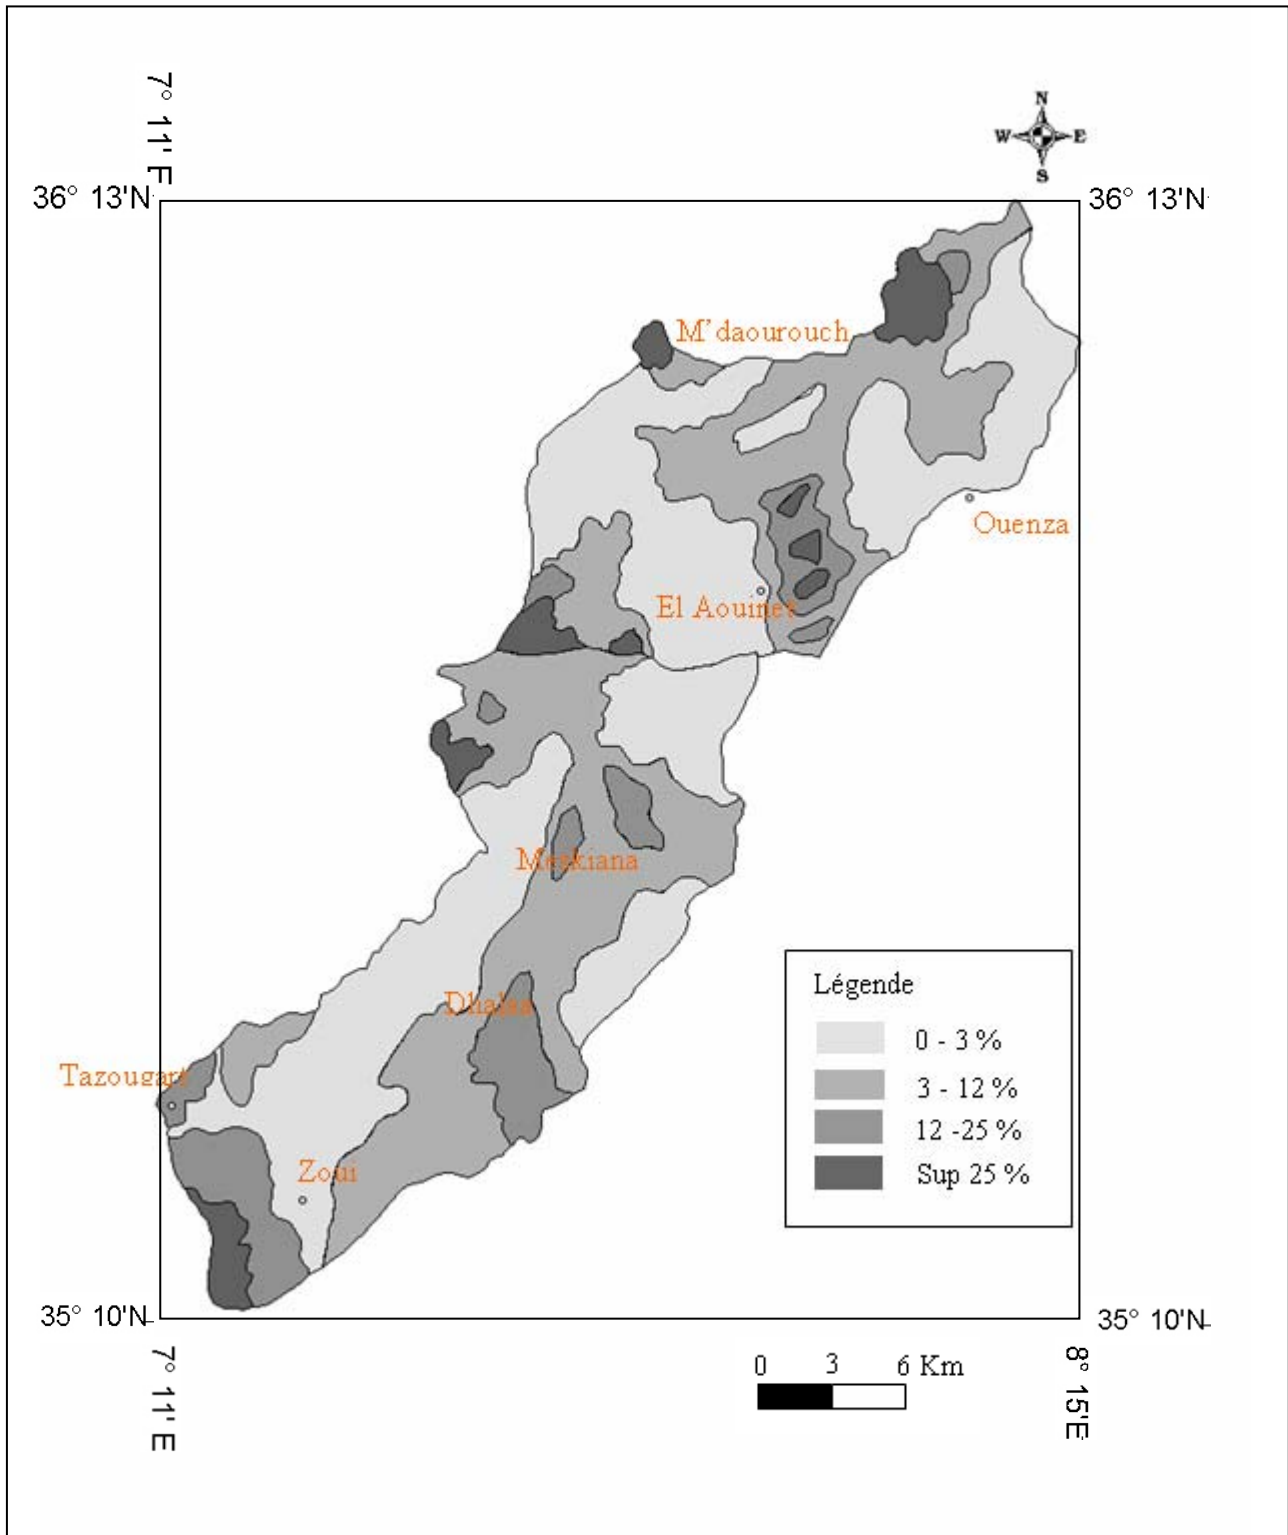 7° 11' E
N
W E
S
36° 13'N
36° 13'N
M'daourouch
Ouenza
El Aouinet
Meskiana
Dhalaa
Tazougart
Zoui
Légende
0 - 3 %
3 - 12 %
12 -25 %
Sup 25 %
35° 10'N
35° 10'N
7° 11' E
8° 15'E
0 3 6 Km